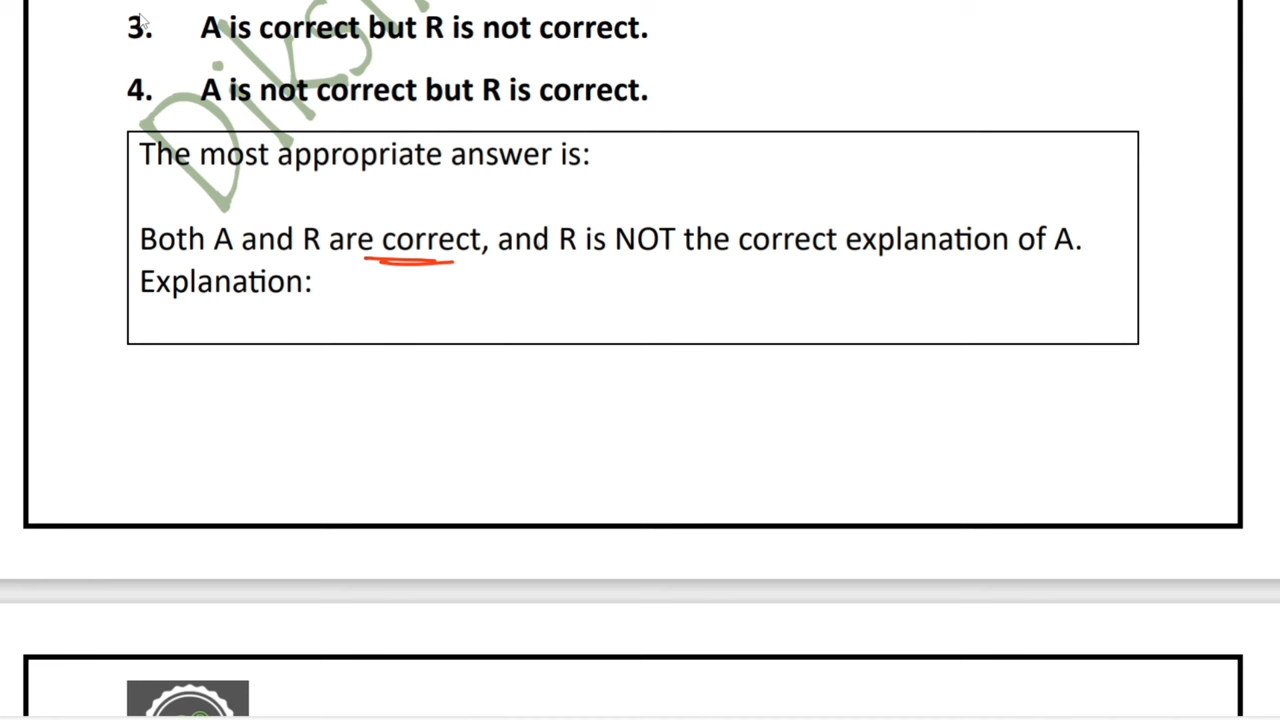 3. A is correct but R is not correct.
4. A is not correct but R is correct.
The most appropriate answer is:
Both A and R are correct, and R is NOT the correct explanation of A.
Explanation: